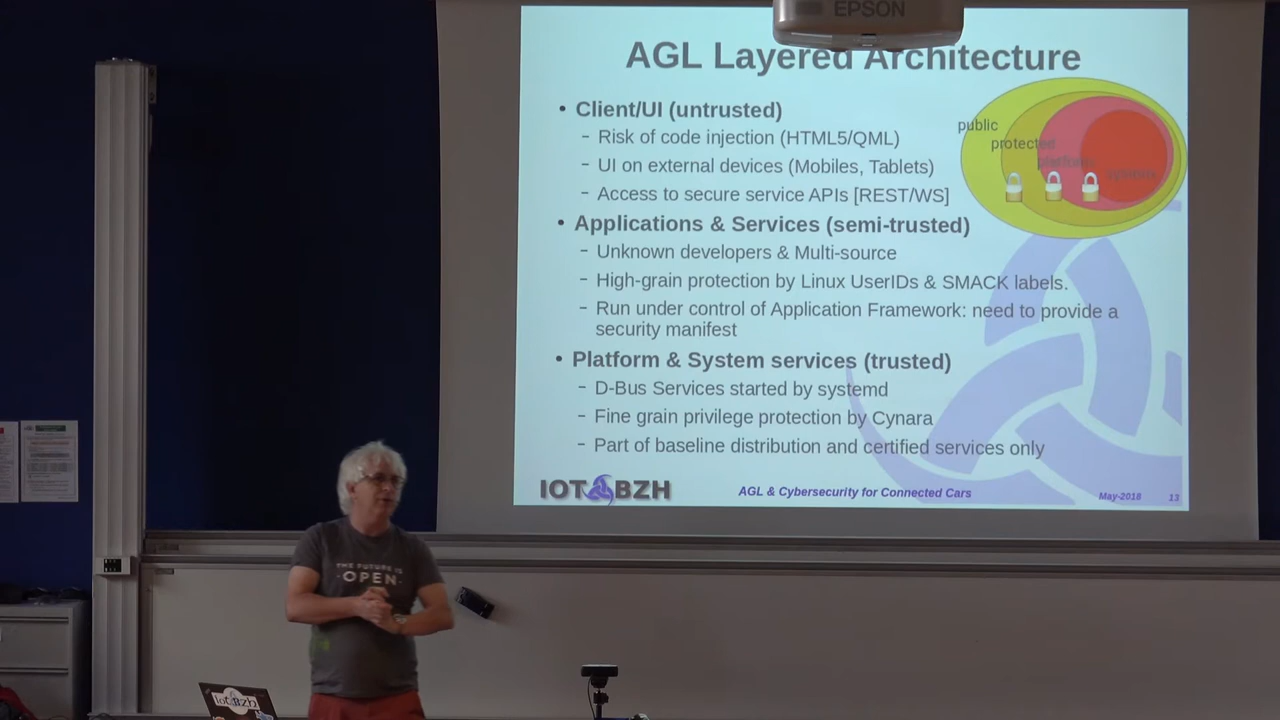 EPSON
AGL Layered Architecture
• Client/UI (untrusted)
– Risk of code injection (HTML5/QML)
– UI on external devices (Mobiles, Tablets)
– Access to secure service APIs [REST/WS]
• Applications & Services (semi-trusted)
– Unknown developers & Multi-source
– High-grain protection by Linux UserIDs & SMACK labels.
– Run under control of Application Framework: need to provide a
security manifest
• Platform & System services (trusted)
– D-Bus Services started by systemd
– Fine grain privilege protection by Cynara
– Part of baseline distribution and certified services only
public
protected
platform
IOT BZH
AGL & Cybersecurity for Connected Cars
May-2018
13
THE FUTURE IS
OPEN
IoT Bzh